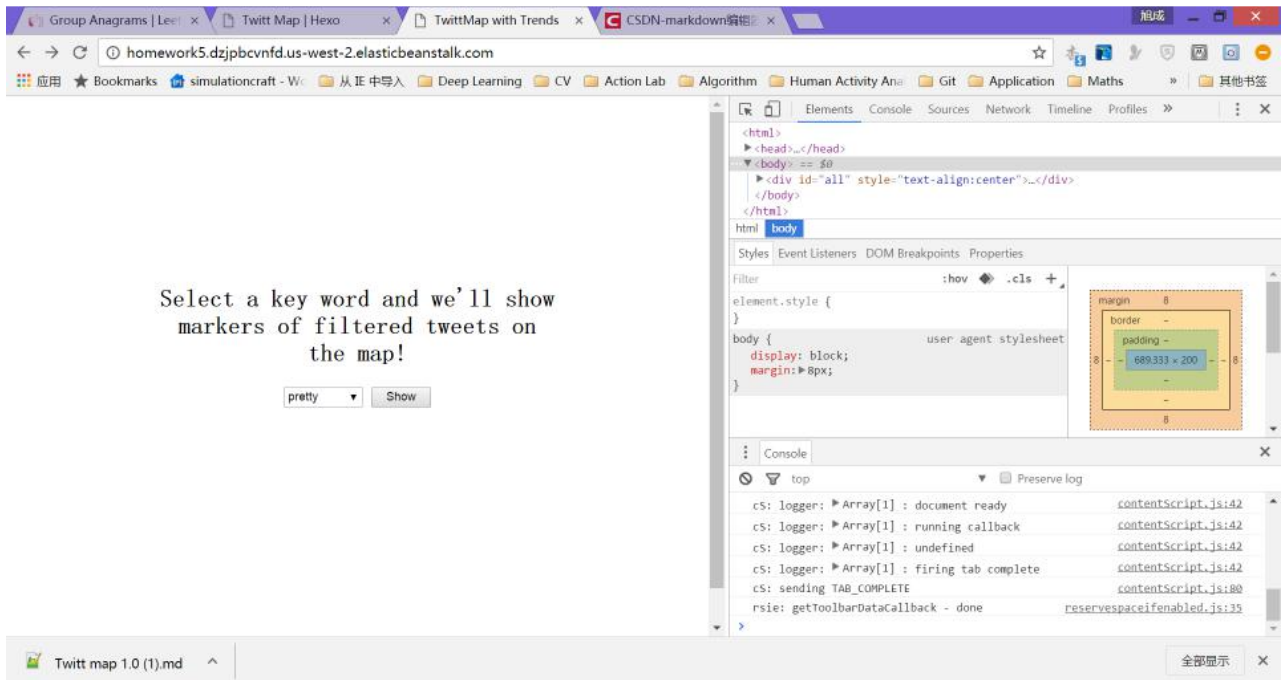 Group Anagrams | Leet
Twitt Map | Hexo
TwittMap with Trends
CSDN-markdown编辑器
旭成
homework5.dzjpbcvnfd.us-west-2.elasticbeanstalk.com
应用 Bookmarks simulationcraft - Wo 从 IE 中导入 Deep Learning CV Action Lab Algorithm Human Activity Ana Git Application Maths » 其他书签
Elements Console Sources Network Timeline Profiles »
<html>
<head>…</head>
<body> == $0
<div id="all" style="text-align:center">…</div>
</body>
</html>
html body
Styles Event Listeners DOM Breakpoints Properties
Filter :hov .cls +
element.style {
}
body { user agent stylesheet
display: block;
margin: 8px;
}
margin 8
border -
padding -
8 - - 689.333 × 200 - - 8
-
-
8
Select a key word and we'll show
markers of filtered tweets on
the map!
pretty Show
Console
top Preserve log
cS: logger: Array[1] : document ready contentScript.js:42
cS: logger: Array[1] : running callback contentScript.js:42
cS: logger: Array[1] : undefined contentScript.js:42
cS: logger: Array[1] : firing tab complete contentScript.js:42
cS: sending TAB_COMPLETE contentScript.js:80
rsie: getToolbarDataCallback - done reservespaceifenabled.js:35
>
Twitt map 1.0 (1).md
全部显示